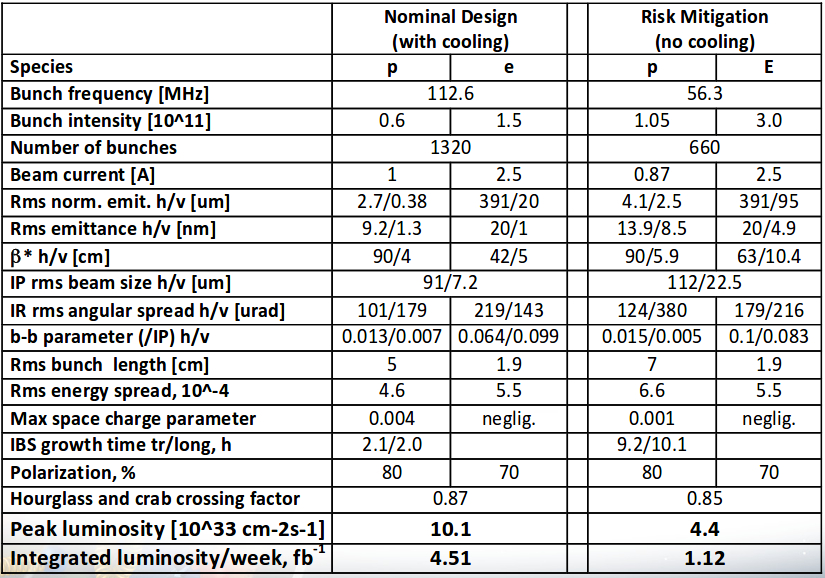 Nominal Design (with cooling) Risk Mitigation (no cooling)
Species p e p E
Bunch frequency [MHz] 112.6 56.3
Bunch intensity [10^11] 0.6 1.5 1.05 3.0
Number of bunches 1320 660
Beam current [A] 1 2.5 0.87 2.5
Rms norm. emit. h/v [um] 2.7/0.38 391/20 4.1/2.5 391/95
Rms emittance h/v [nm] 9.2/1.3 20/1 13.9/8.5 20/4.9
β* h/v [cm] 90/4 42/5 90/5.9 63/10.4
IP rms beam size h/v [um] 91/7.2 112/22.5
IR rms angular spread h/v [urad] 101/179 219/143 124/380 179/216
b-b parameter (/IP) h/v 0.013/0.007 0.064/0.099 0.015/0.005 0.1/0.083
Rms bunch length [cm] 5 1.9 7 1.9
Rms energy spread, 10^-4 4.6 5.5 6.6 5.5
Max space charge parameter 0.004 neglig. 0.001 neglig.
IBS growth time tr/long, h 2.1/2.0 9.2/10.1
Polarization, % 80 70 80 70
Hourglass and crab crossing factor 0.87 0.85
Peak luminosity [10^33 cm-2s-1] 10.1 4.4
Integrated luminosity/week, fb⁻¹ 4.51 1.12